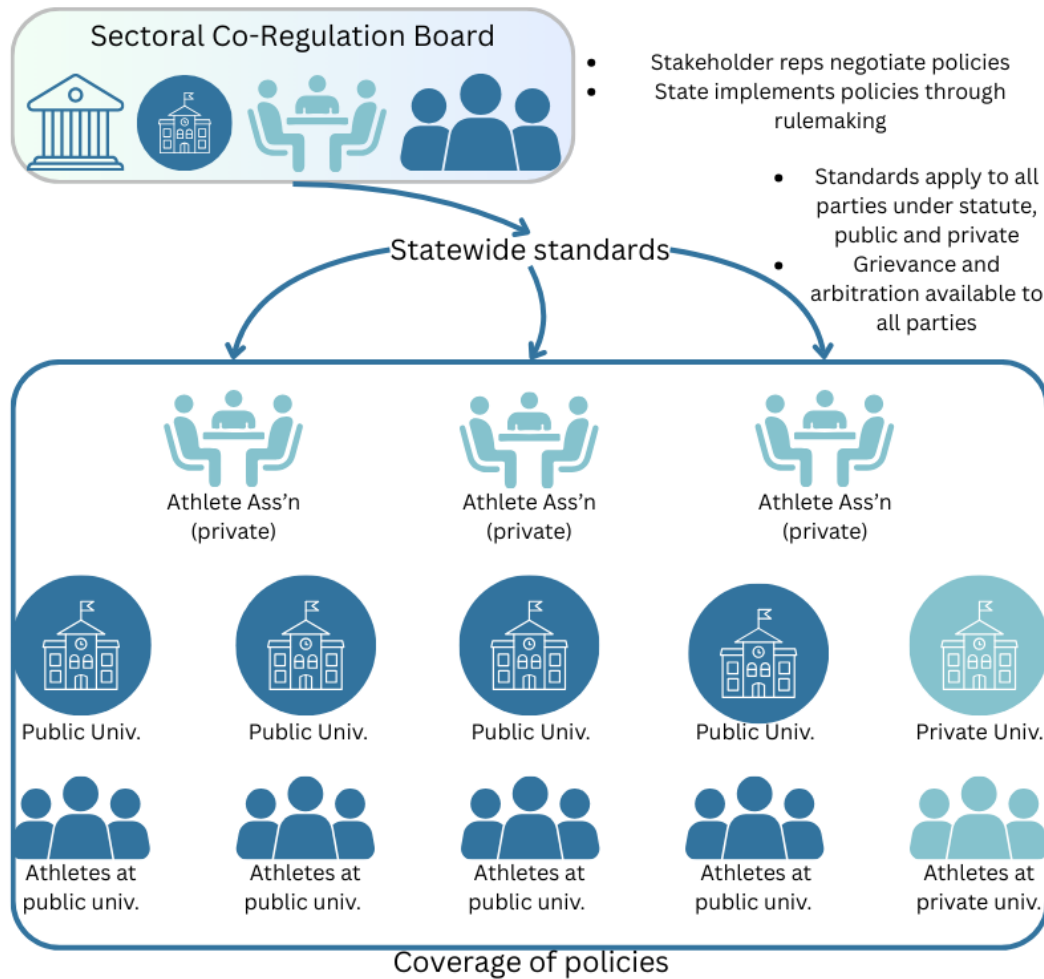 Sectoral Co-Regulation Board
• Stakeholder reps negotiate policies
• State implements policies through
rulemaking
• Standards apply to all
parties under statute,
public and private
• Grievance and
arbitration available to
all parties
Statewide standards
Athlete Ass’n
(private)
Athlete Ass’n
(private)
Athlete Ass’n
(private)
Public Univ.
Public Univ.
Public Univ.
Public Univ.
Private Univ.
Athletes at
public univ.
Athletes at
public univ.
Athletes at
public univ.
Athletes at
public univ.
Athletes at
private univ.
Coverage of policies